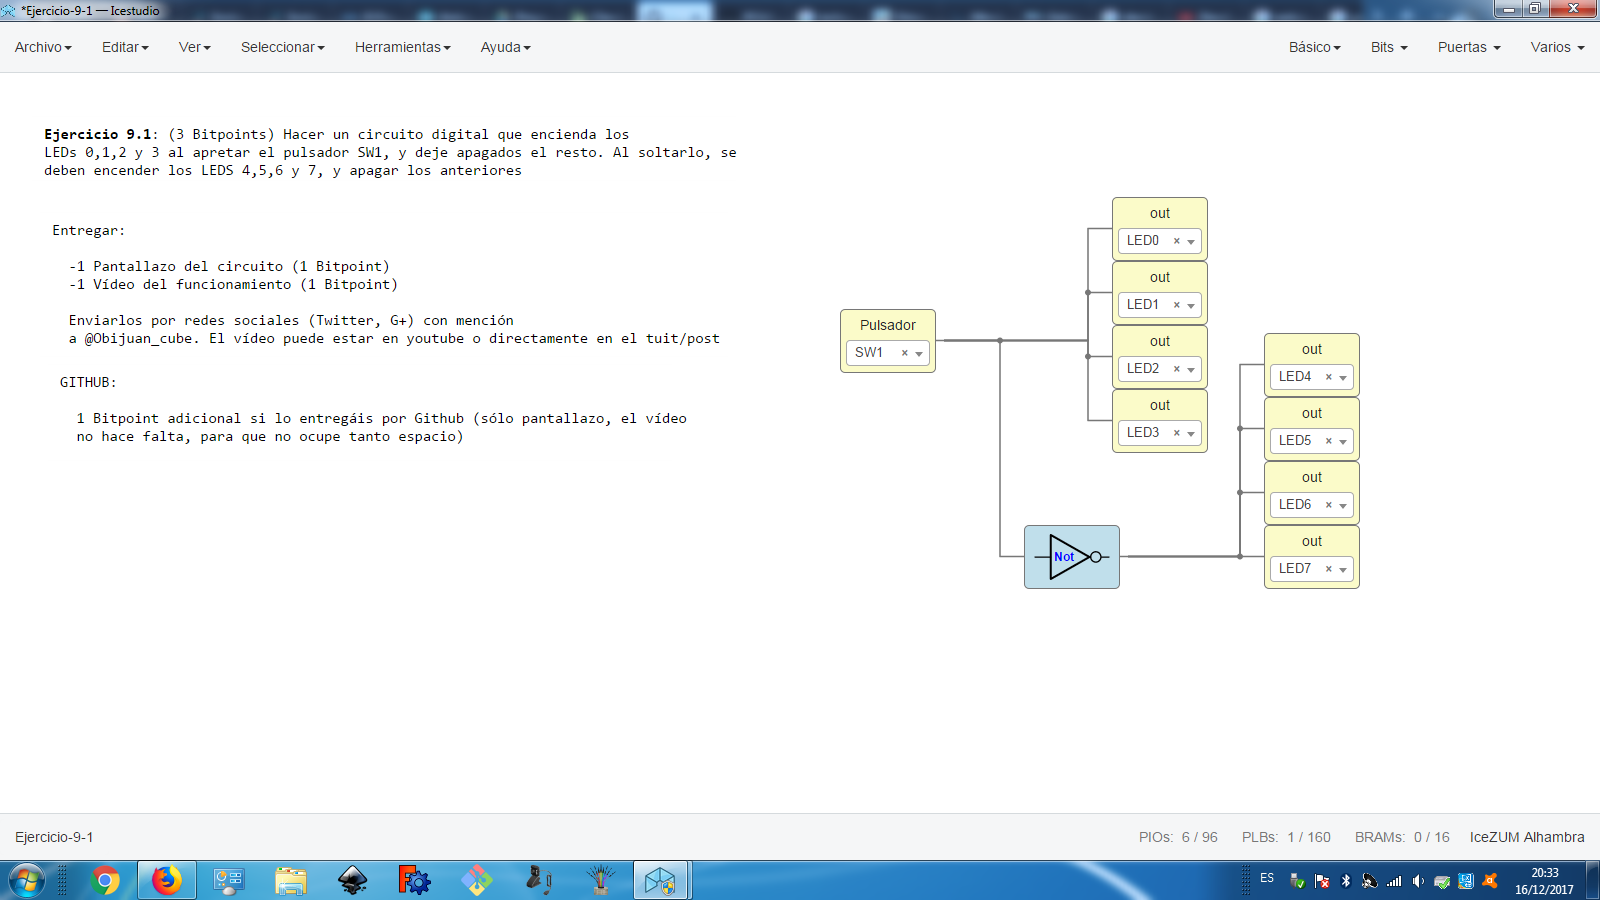 *Ejercicio-9-1 — Icestudio
Archivo Editar Ver Seleccionar Herramientas Ayuda Básico Bits Puertas Varios
Ejercicio 9.1: (3 Bitpoints) Hacer un circuito digital que encienda los
LEDs 0,1,2 y 3 al apretar el pulsador SW1, y deje apagados el resto. Al soltarlo, se
deben encender los LEDS 4,5,6 y 7, y apagar los anteriores
Entregar:
-1 Pantallazo del circuito (1 Bitpoint)
-1 Vídeo del funcionamiento (1 Bitpoint)
Enviarlos por redes sociales (Twitter, G+) con mención
a @Obijuan_cube. El vídeo puede estar en youtube o directamente en el tuit/post
GITHUB:
1 Bitpoint adicional si lo entregáis por Github (sólo pantallazo, el vídeo
no hace falta, para que no ocupe tanto espacio)
Pulsador
SW1
out
LED0
out
LED1
out
LED2
out
LED3
Not
out
LED4
out
LED5
out
LED6
out
LED7
Ejercicio-9-1
PIOs: 6 / 96 PLBs: 1 / 160 BRAMs: 0 / 16 IceZUM Alhambra
ES
20:33
16/12/2017